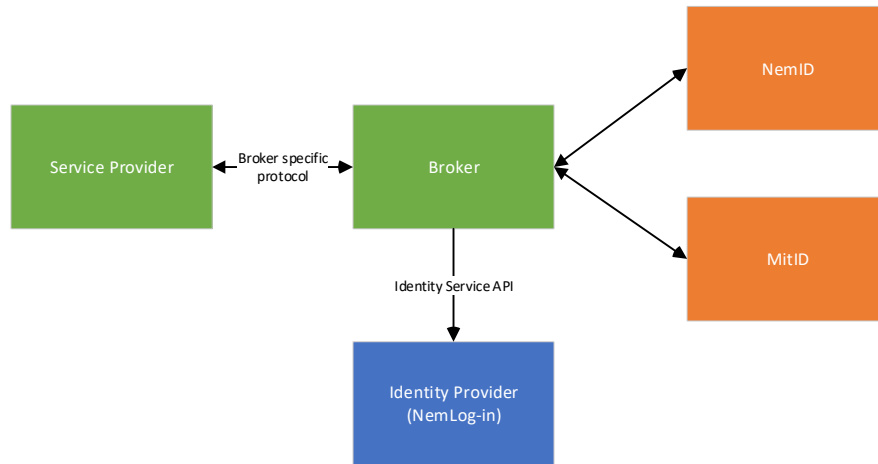 NemID
Service Provider
Broker specific
protocol
Broker
MitID
Identity Service API
Identity Provider
(NemLog-in)